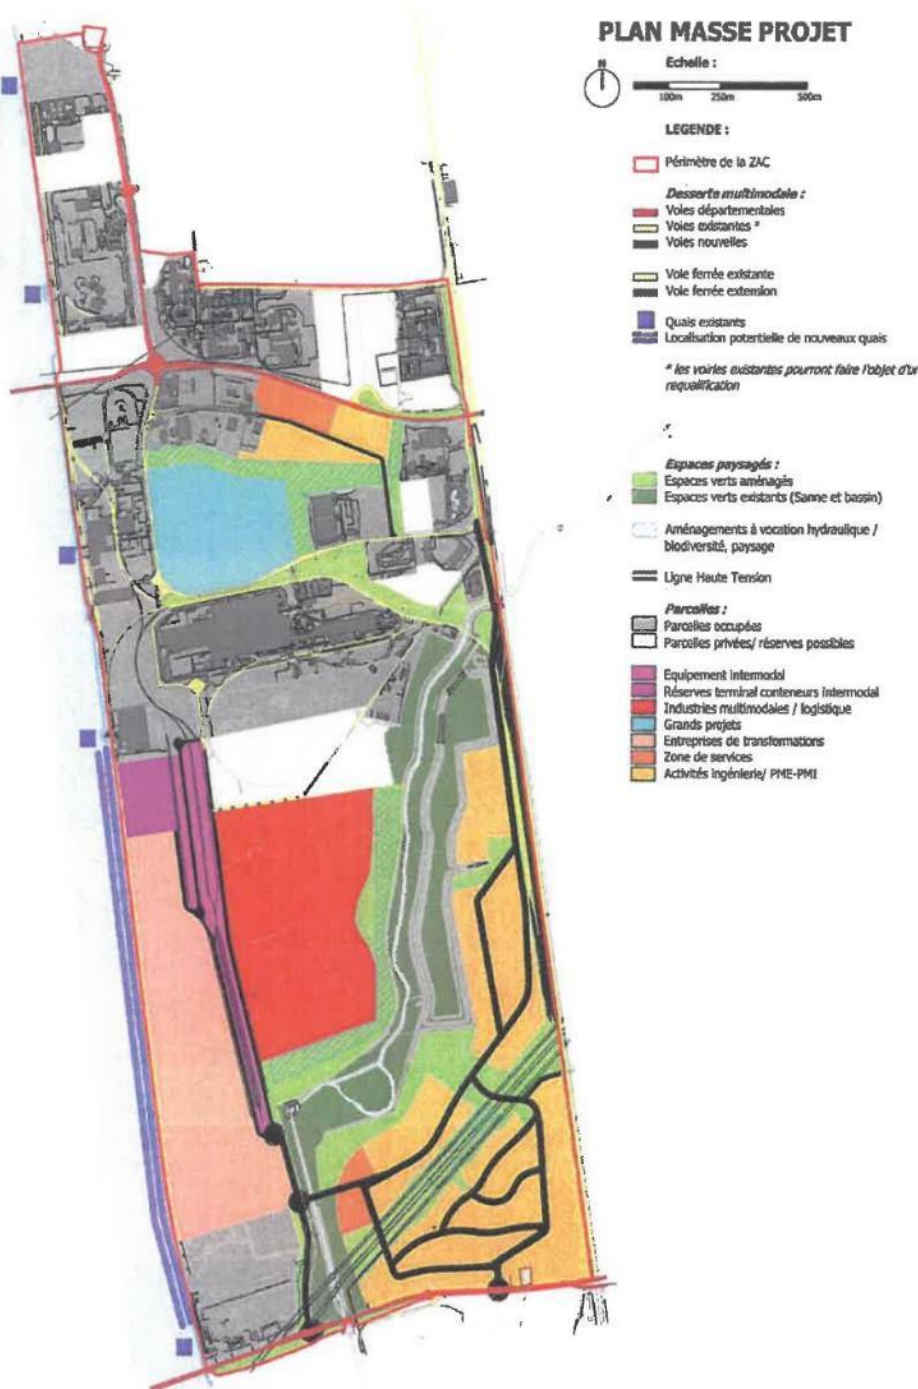 PLAN MASSE PROJET
Echelle :
N
100m 250m 500m
LEGENDE :
Périmètre de la ZAC
Desserte multimodale :
Voies départementales
Voies existantes *
Voies nouvelles
Voie ferrée existante
Voie ferrée extension
Quais existants
Localisation potentielle de nouveaux quais
* les voiries existantes pourront faire l'objet d'un
requalification
Espaces paysagés :
Espaces verts aménagés
Espaces verts existants (Sanne et bassin)
Aménagements à vocation hydraulique /
biodiversité, paysage
Ligne Haute Tension
Parcelles :
Parcelles occupées
Parcelles privées/ réserves possibles
Equipement intermodal
Réserves terminal conteneurs intermodal
Industries multimodales / logistique
Grands projets
Entreprises de transformations
Zone de services
Activités ingénierie/ PME-PMI